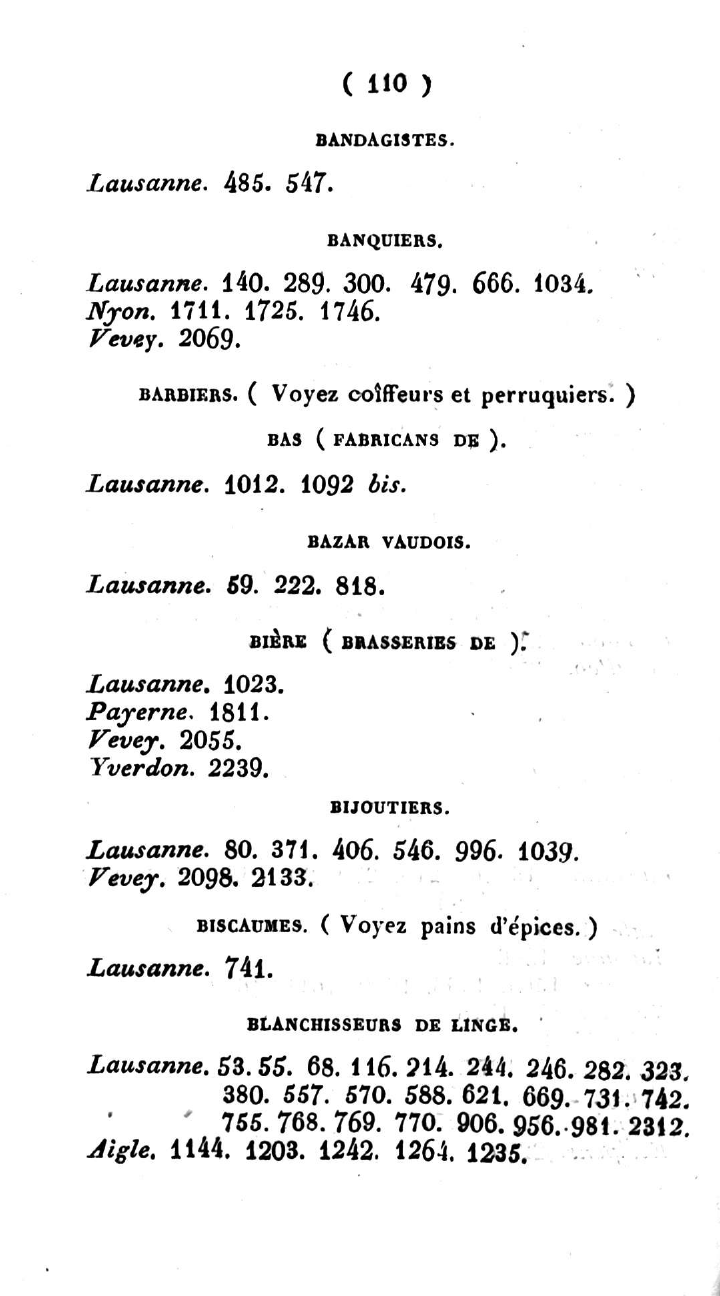 ( 110 )
BANDAGISTES.
Lausanne. 485. 547.
BANQUIERS.
Lausanne. 140. 289. 300. 479. 666. 1034.
Nyon. 1711. 1725. 1746.
Vevey. 2069.
BARBIERS. ( Voyez coîffeurs et perruquiers. )
BAS ( FABRICANS DE ).
Lausanne. 1012. 1092 bis.
BAZAR VAUDOIS.
Lausanne. 59. 222. 818.
BIÈRE ( BRASSERIES DE ).
Lausanne. 1023.
Payerne. 1811.
Vevey. 2055.
Yverdon. 2239.
BIJOUTIERS.
Lausanne. 80. 371. 406. 546. 996. 1039.
Vevey. 2098. 2133.
BISCAUMES. ( Voyez pains d'épices. )
Lausanne. 741.
BLANCHISSEURS DE LINGE.
Lausanne. 53. 55. 68. 116. 214. 244. 246. 282. 323.
380. 557. 570. 588. 621. 669. 731. 742.
755. 768. 769. 770. 906. 956. 981. 2312.
Aigle. 1144. 1203. 1242. 1264. 1235.